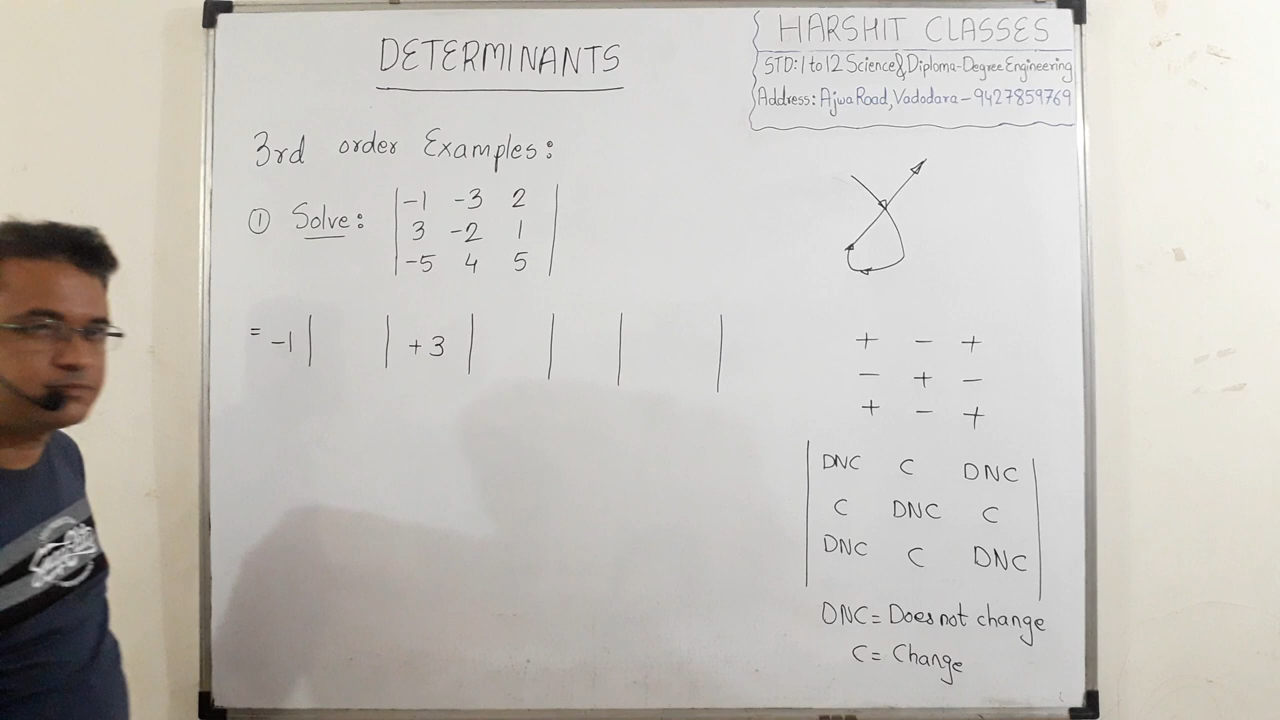 DETERMINANTS
HARSHIT CLASSES
STD: 1 to 12 Science & Diploma-Degree Engineering
Address: Ajwa Road, Vadodara - 9427859769
3rd order Examples:
① Solve: | -1 -3 2 |
| 3 -2 1 |
| -5 4 5 |
= -1 | | + 3 | | | |
+ - +
- + -
+ - +
| DNC C DNC |
| C DNC C |
| DNC C DNC |
DNC = Does not change
C = Change